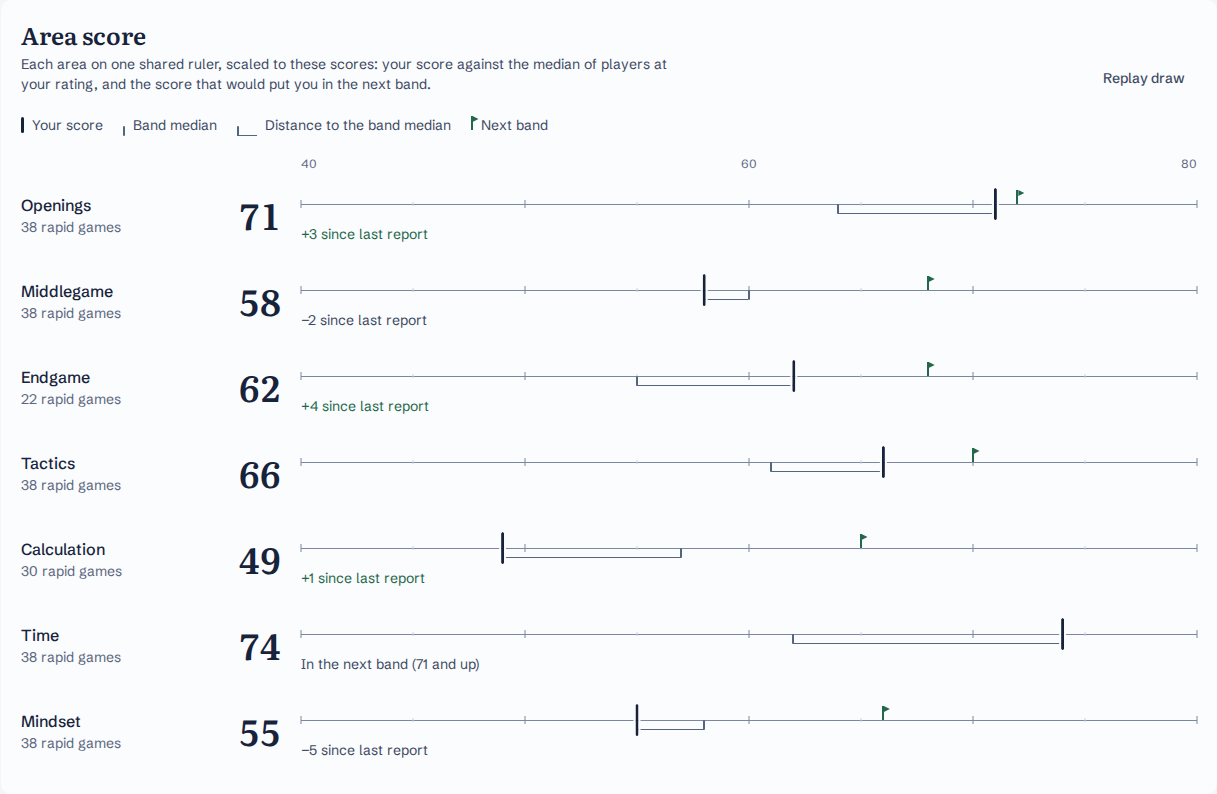 Area score
Each area on one shared ruler, scaled to these scores: your score against the median of players at
your rating, and the score that would put you in the next band.
Replay draw
Your score Band median Distance to the band median Next band
40 60 80
Openings
38 rapid games
71
+3 since last report
Middlegame
38 rapid games
58
−2 since last report
Endgame
22 rapid games
62
+4 since last report
Tactics
38 rapid games
66
Calculation
30 rapid games
49
+1 since last report
Time
38 rapid games
74
In the next band (71 and up)
Mindset
38 rapid games
55
−5 since last report